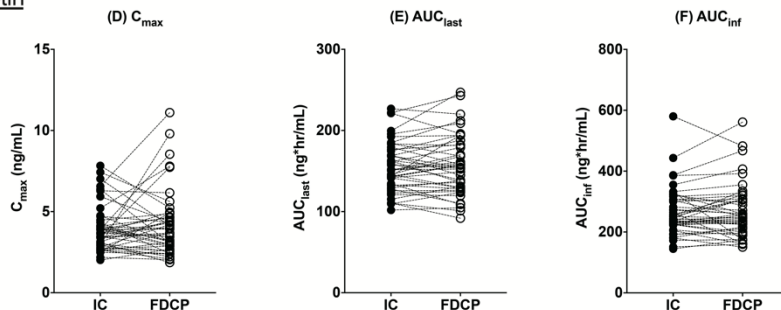 (D) Cmax
(E) AUClast
(F) AUCinf
15
10
5
0
Cmax (ng/mL)
IC
FDCP
300
200
100
0
AUClast (ng*hr/mL)
IC
FDCP
800
600
400
200
0
AUCinf (ng*hr/mL)
IC
FDCP